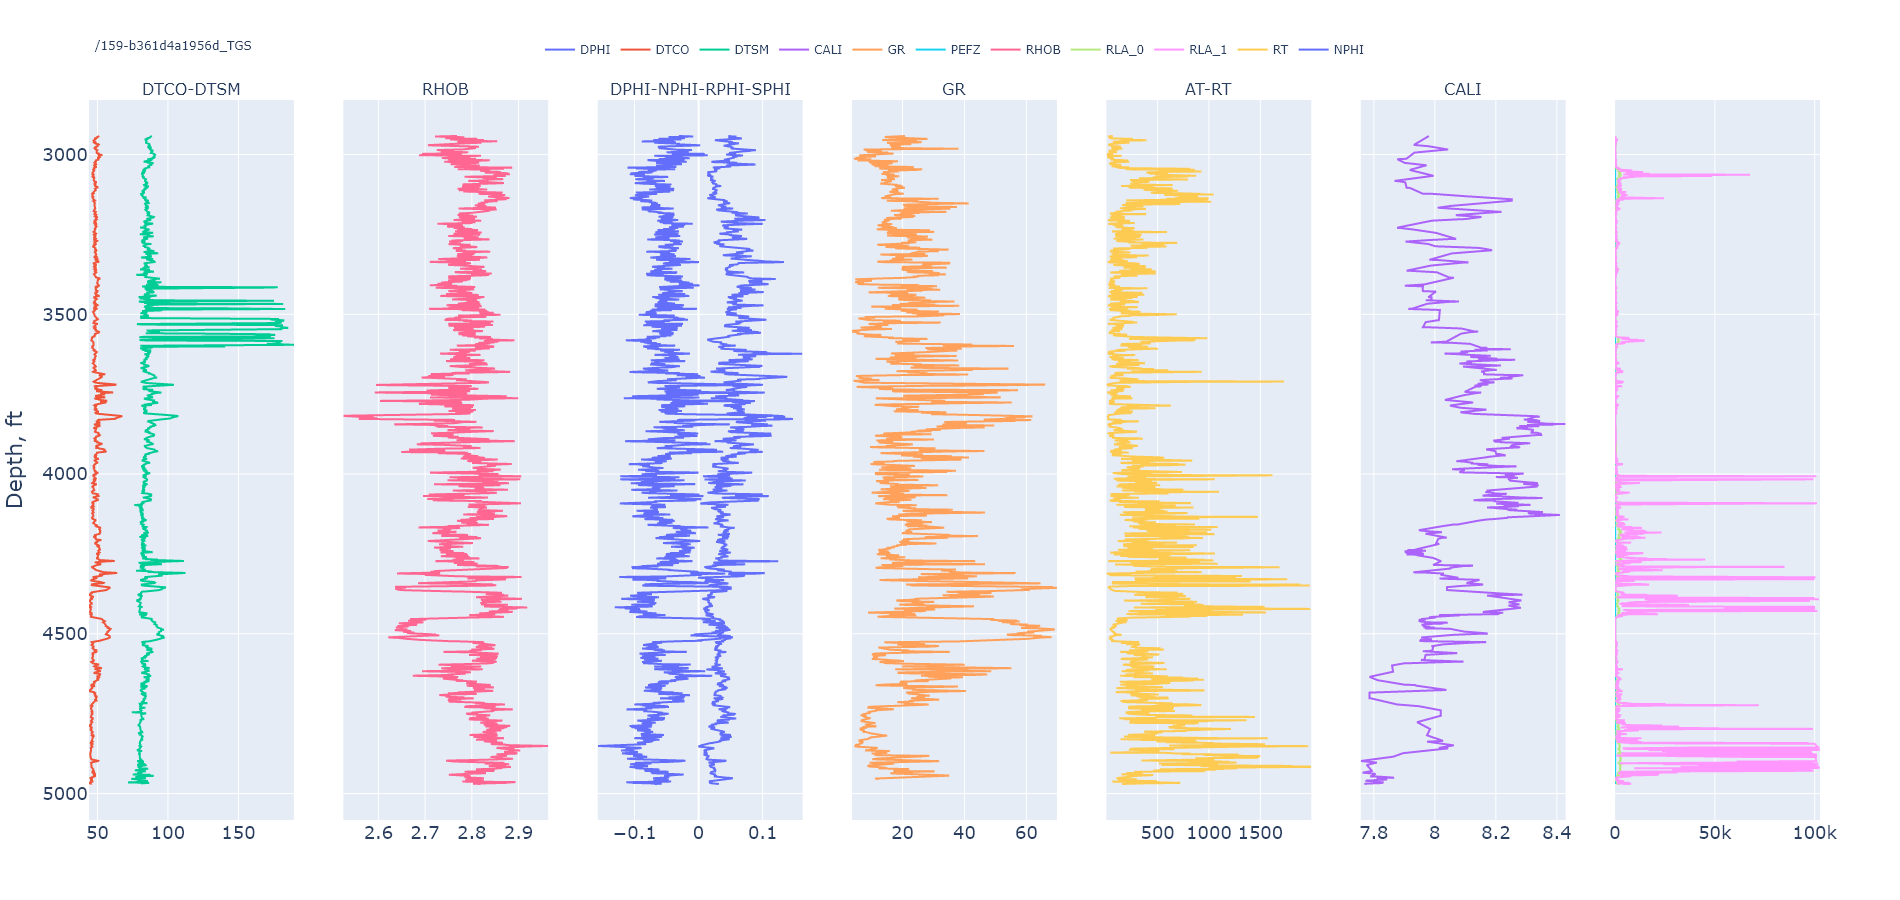 /159-b361d4a1956d_TGS
DPHI DTCO DTSM CALI GR PEFZ RHOB RLA_0 RLA_1 RT NPHI
DTCO-DTSM RHOB DPHI-NPHI-RPHI-SPHI GR AT-RT CALI
Depth, ft
3000
3500
4000
4500
5000
50 100 150 2.6 2.7 2.8 2.9 −0.1 0 0.1 20 40 60 500 1000 1500 7.8 8 8.2 8.4 0 50k 100k